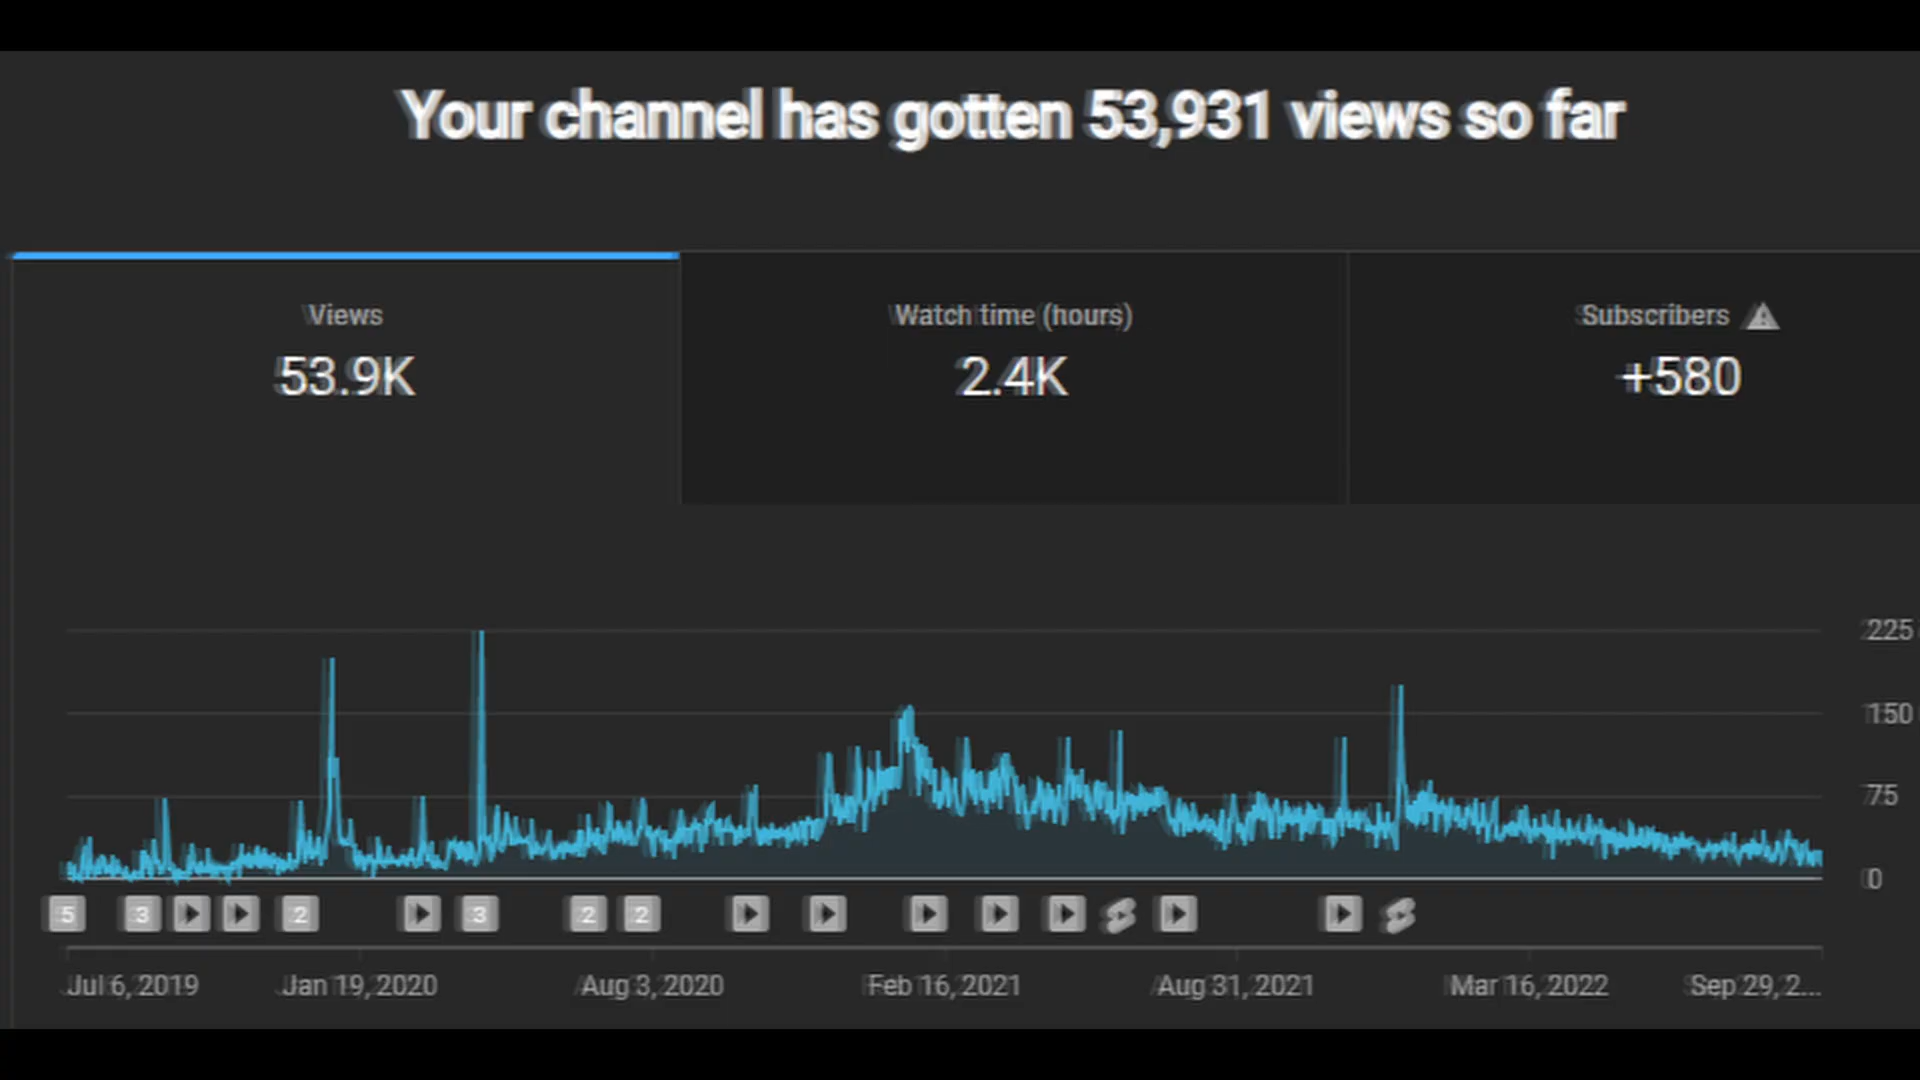 Your channel has gotten 53,931 views so far
Views
Watch time (hours)
Subscribers
53.9K
2.4K
+580
225
150
75
0
5
3
2
3
2
2
Jul 6, 2019
Jan 19, 2020
Aug 3, 2020
Feb 16, 2021
Aug 31, 2021
Mar 16, 2022
Sep 29, 2...